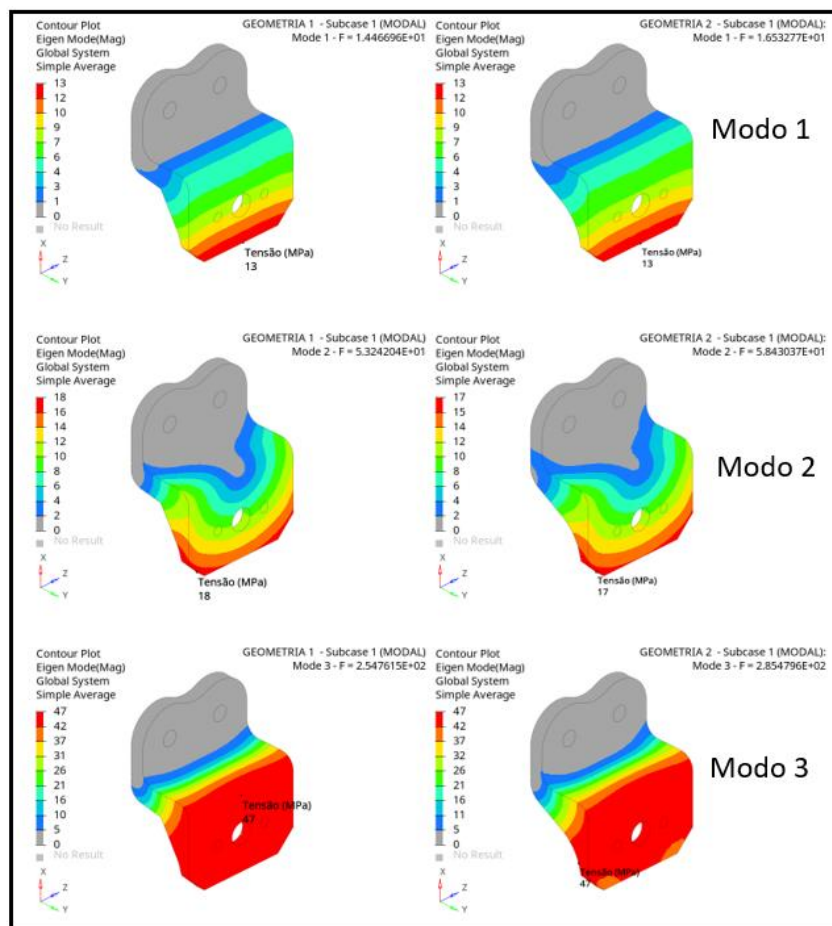 Contour Plot
Eigen Mode(Mag)
Global System
Simple Average
GEOMETRIA 1 - Subcase 1 (MODAL)
Mode 1 - F = 1.446696E+01
13
12
10
9
7
6
4
3
1
0
No Result
X
Z
Y
Tensão (MPa)
13
Contour Plot
Eigen Mode(Mag)
Global System
Simple Average
GEOMETRIA 2 - Subcase 1 (MODAL):
Mode 1 - F = 1.653277E+01
13
12
10
9
7
6
4
3
1
0
No Result
X
Z
Y
Tensão (MPa)
13
Modo 1
Contour Plot
Eigen Mode(Mag)
Global System
Simple Average
GEOMETRIA 1 - Subcase 1 (MODAL)
Mode 2 - F = 5.324204E+01
18
16
14
12
10
8
6
4
2
0
No Result
X
Z
Y
Tensão (MPa)
18
Contour Plot
Eigen Mode(Mag)
Global System
Simple Average
GEOMETRIA 2 - Subcase 1 (MODAL):
Mode 2 - F = 5.843037E+01
17
15
14
12
10
8
6
4
2
0
No Result
X
Z
Y
Tensão (MPa)
17
Modo 2
Contour Plot
Eigen Mode(Mag)
Global System
Simple Average
GEOMETRIA 1 - Subcase 1 (MODAL)
Mode 3 - F = 2.547615E+02
47
42
37
31
26
21
16
10
5
0
No Result
X
Z
Y
Tensão (MPa)
47
Contour Plot
Eigen Mode(Mag)
Global System
Simple Average
GEOMETRIA 2 - Subcase 1 (MODAL):
Mode 3 - F = 2.854796E+02
47
42
37
32
26
21
16
11
5
0
No Result
X
Z
Y
Tensão (MPa)
47
Modo 3